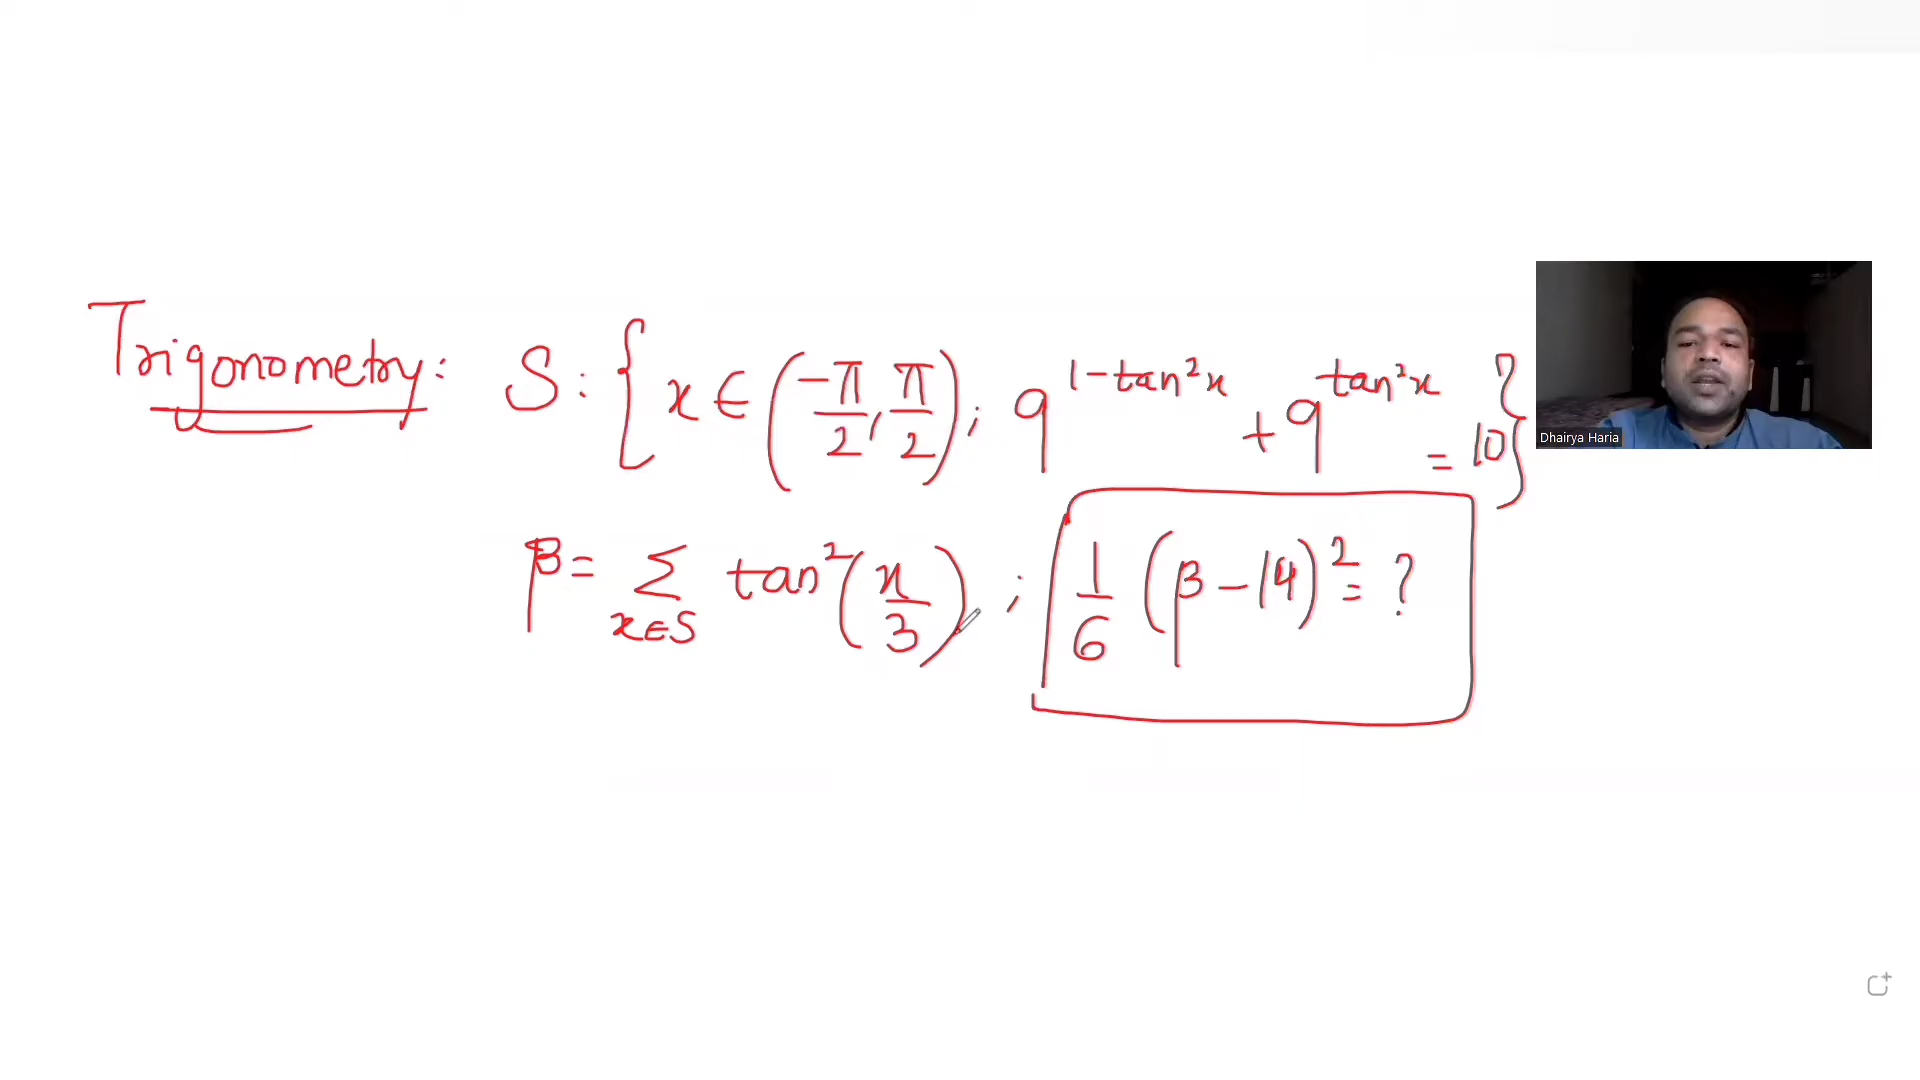 Trigonometry: S: { x ∈ (-π/2, π/2); 9^(1-tan²x) + 9^(tan²x) = 10 }
β = Σ_(x∈S) tan²(x/3) ; 1/6 (β - 14)² = ?
Dhairya Haria